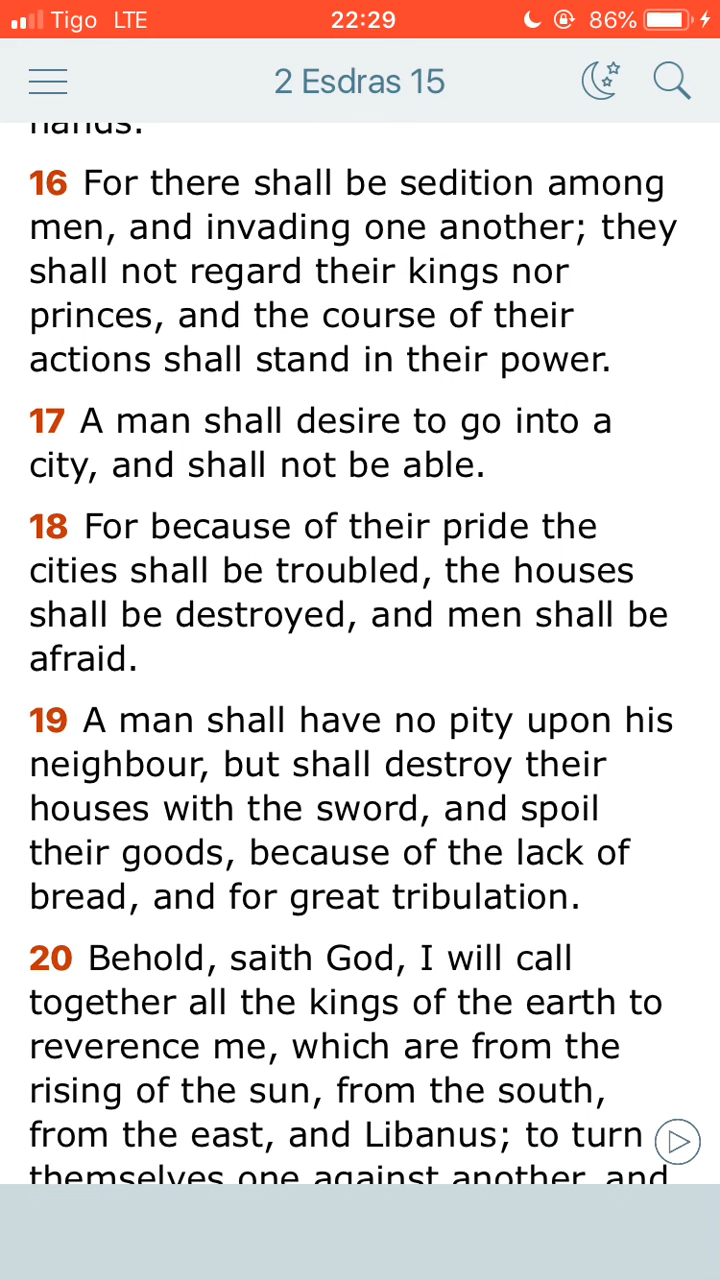 Tigo LTE 22:29 86%
2 Esdras 15
hands.
16 For there shall be sedition among
men, and invading one another; they
shall not regard their kings nor
princes, and the course of their
actions shall stand in their power.
17 A man shall desire to go into a
city, and shall not be able.
18 For because of their pride the
cities shall be troubled, the houses
shall be destroyed, and men shall be
afraid.
19 A man shall have no pity upon his
neighbour, but shall destroy their
houses with the sword, and spoil
their goods, because of the lack of
bread, and for great tribulation.
20 Behold, saith God, I will call
together all the kings of the earth to
reverence me, which are from the
rising of the sun, from the south,
from the east, and Libanus; to turn
themselves one against another, and